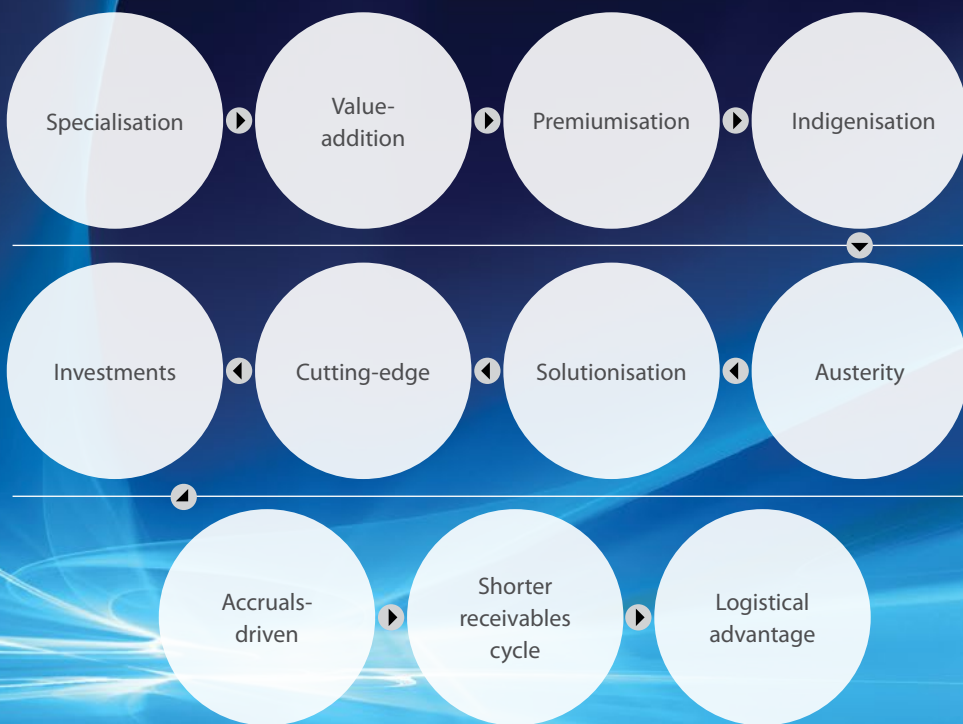 Specialisation
Value-
addition
Premiumisation
Indigenisation
Investments
Cutting-edge
Solutionisation
Austerity
Accruals-
driven
Shorter
receivables
cycle
Logistical
advantage